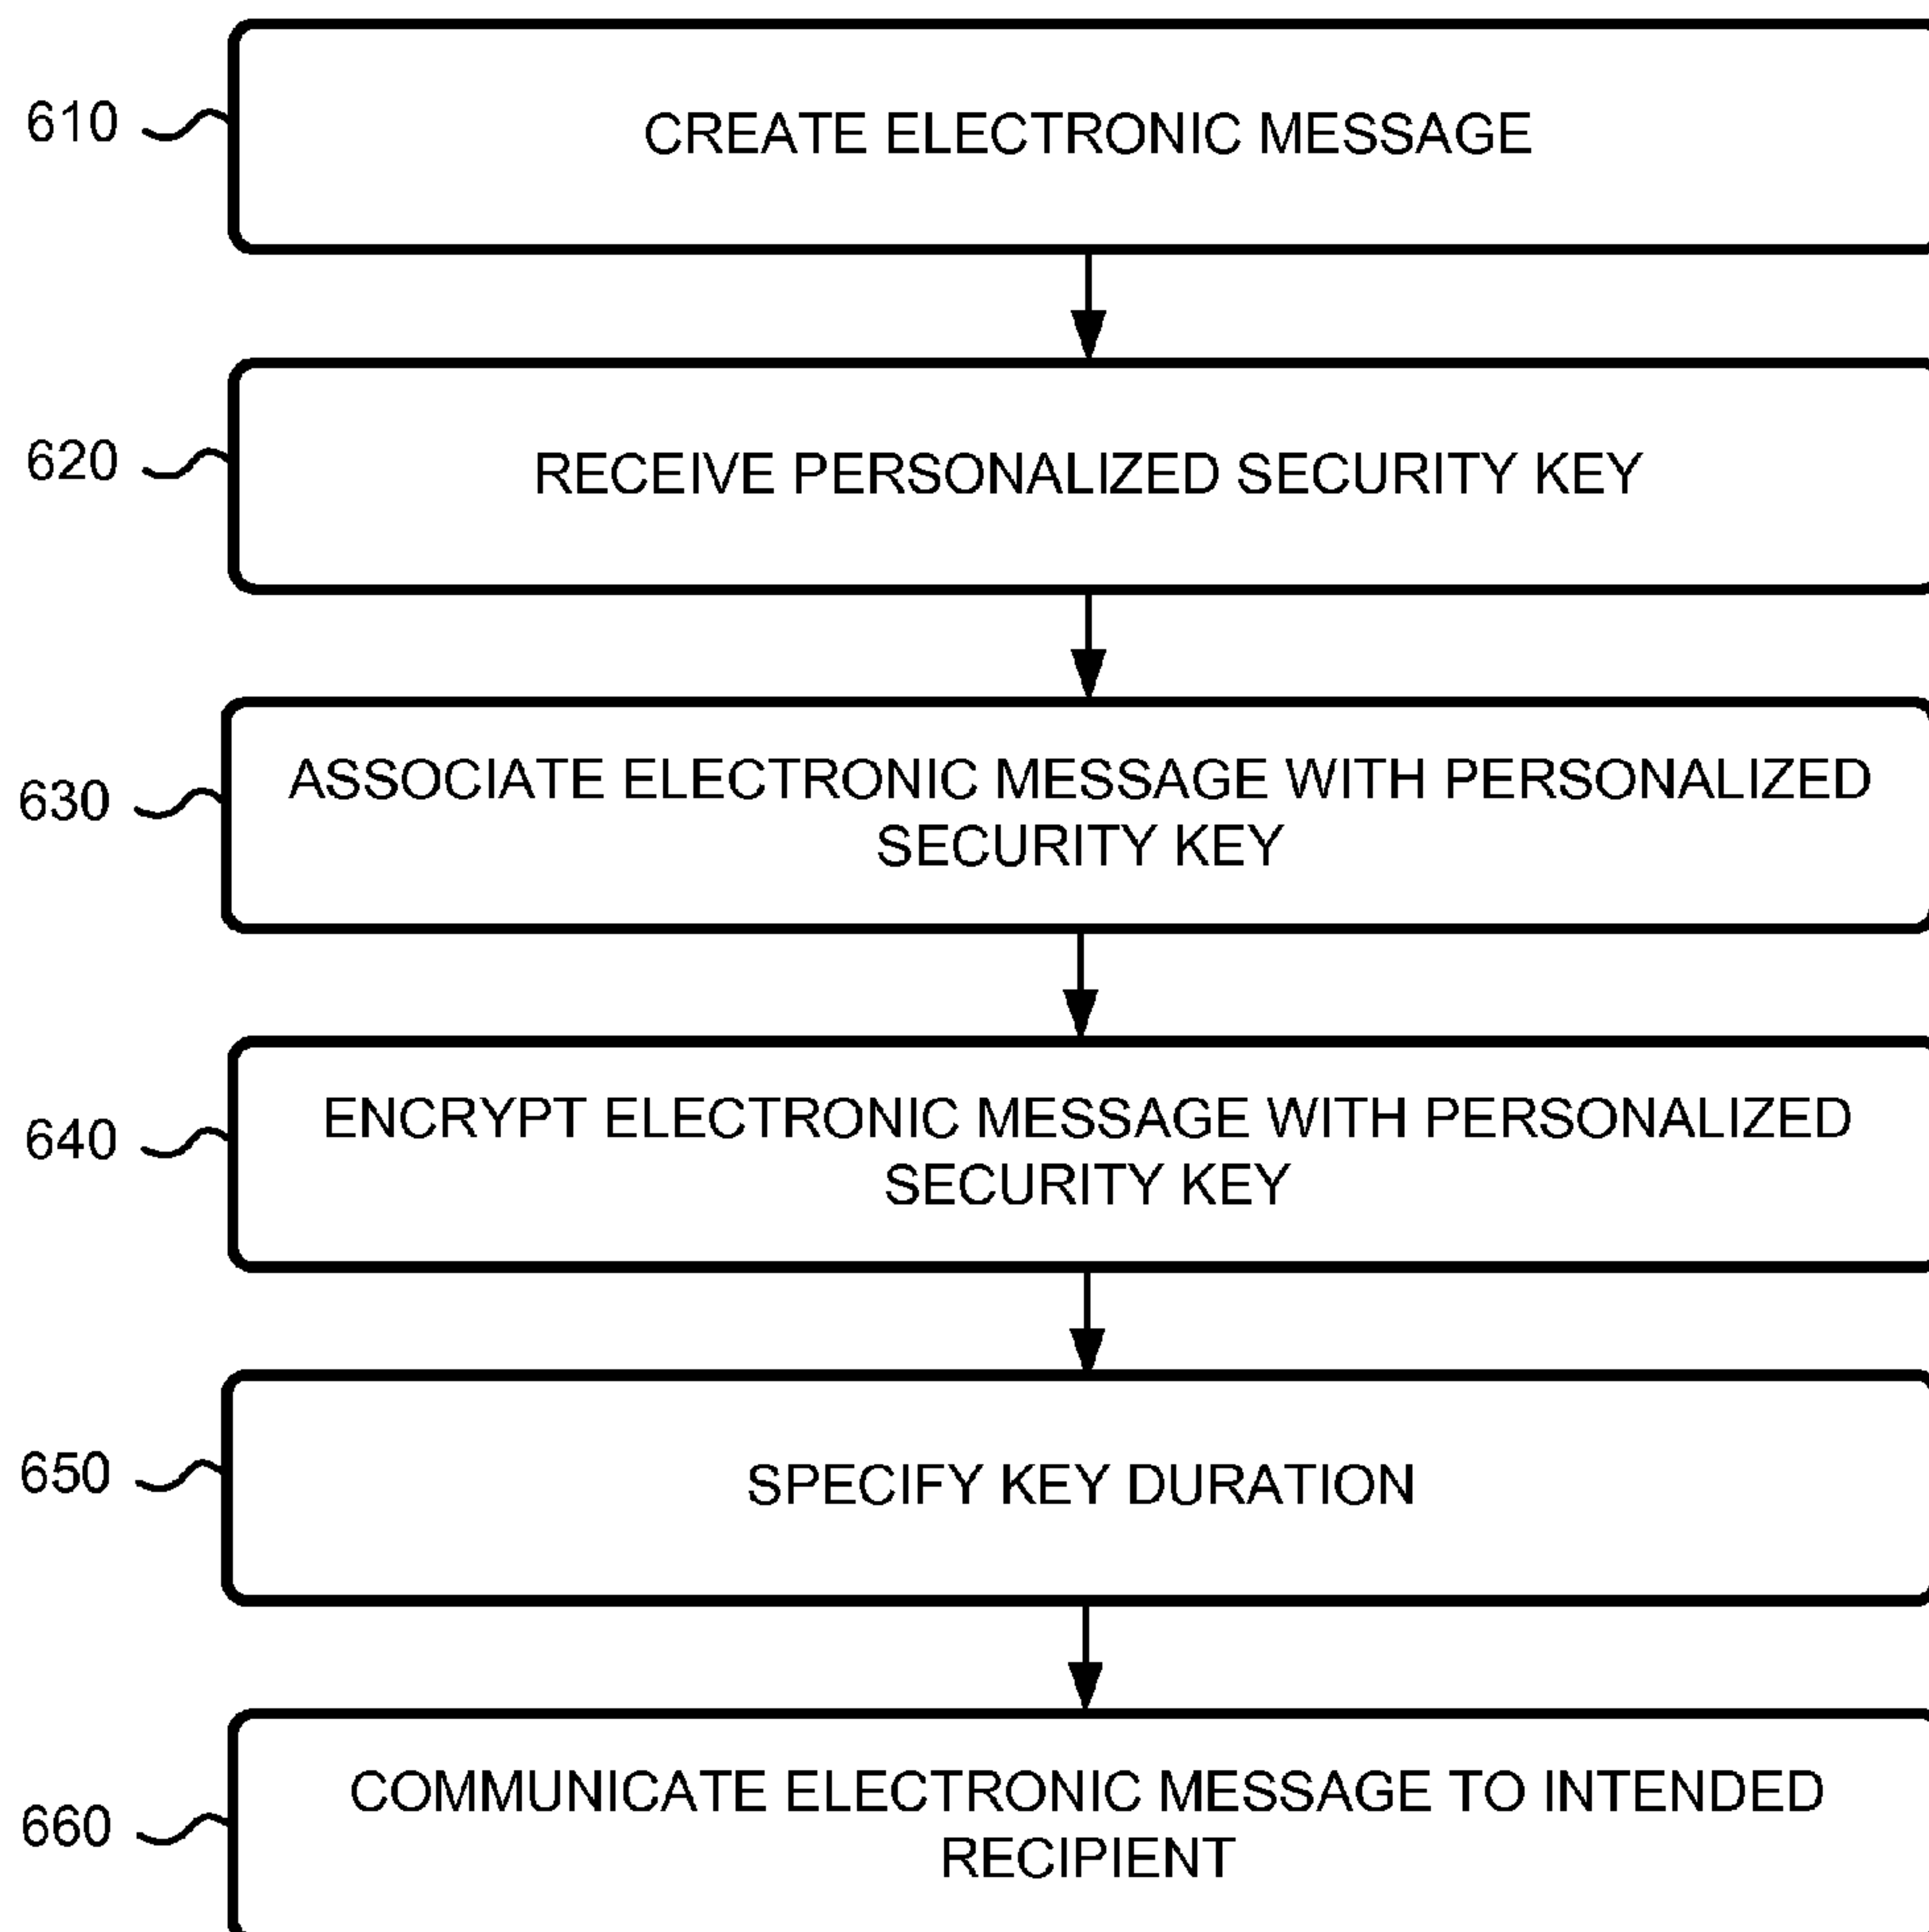 610
CREATE ELECTRONIC MESSAGE
620
RECEIVE PERSONALIZED SECURITY KEY
630
ASSOCIATE ELECTRONIC MESSAGE WITH PERSONALIZED
SECURITY KEY
640
ENCRYPT ELECTRONIC MESSAGE WITH PERSONALIZED
SECURITY KEY
650
SPECIFY KEY DURATION
660
COMMUNICATE ELECTRONIC MESSAGE TO INTENDED
RECIPIENT